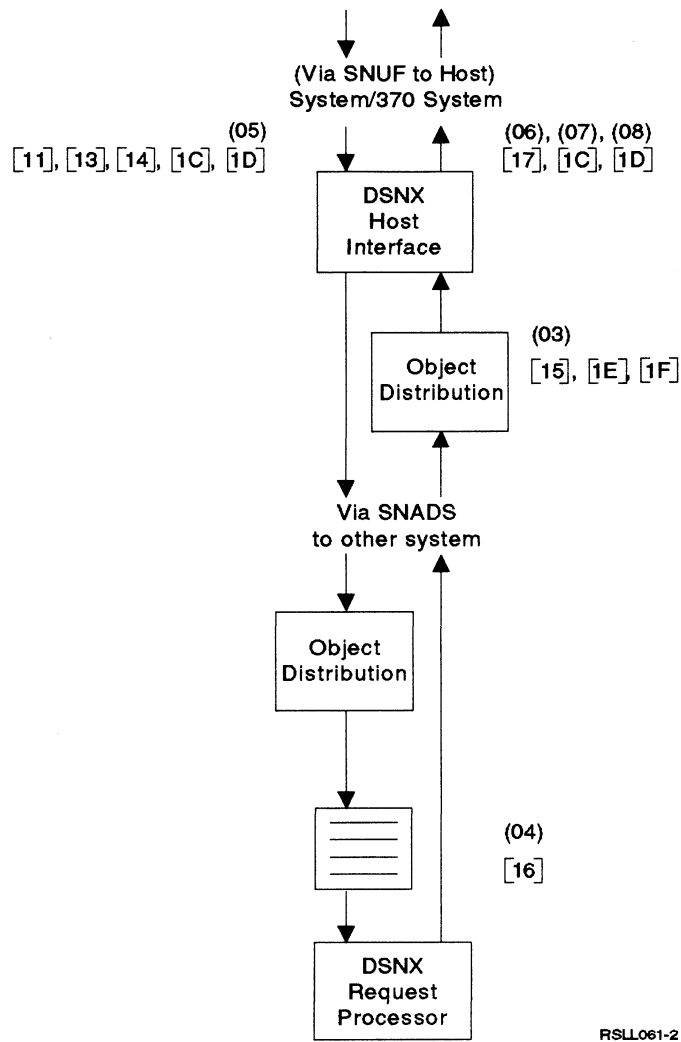 (Via SNUF to Host)
System/370 System
(05)
[11], [13], [14], [1C], [1D]
(06), (07), (08)
[17], [1C], [1D]
DSNX
Host
Interface
(03)
[15], [1E], [1F]
Object
Distribution
Via SNADS
to other system
Object
Distribution
(04)
[16]
DSNX
Request
Processor
RSLL061-2